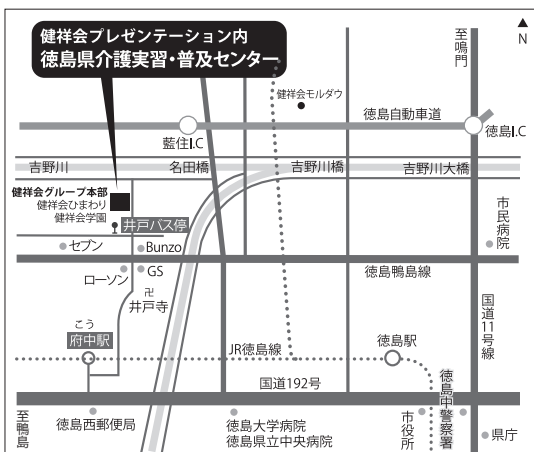 健祥会プレゼンテーション内
徳島県介護実習・普及センター
至鳴門
N
健祥会モルダウ
徳島自動車道
藍住I.C
徳島I.C
吉野川
名田橋
吉野川橋
吉野川大橋
健祥会グループ本部
健祥会ひまわり
健祥会学園
井戸バス停
市民病院
セブン
Bunzo
徳島鴨島線
ローソン
GS
卍
井戸寺
国道11号線
こう
府中駅
JR徳島線
徳島駅
国道192号
至鴨島
徳島西郵便局
徳島大学病院
徳島県立中央病院
市役所
徳島中警察署
県庁